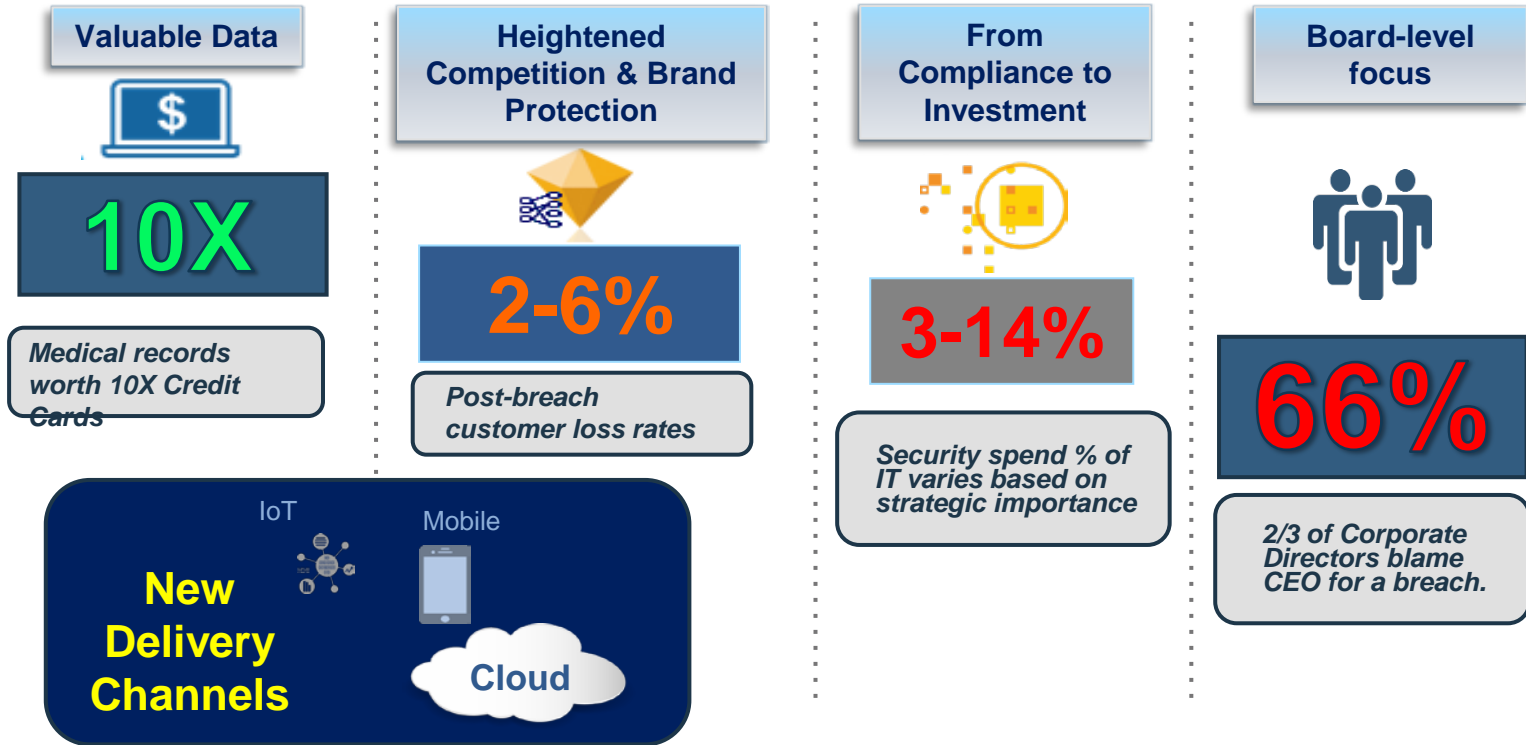 Valuable Data
$
10X
Medical records
worth 10X Credit
Cards
Heightened
Competition & Brand
Protection
2-6%
Post-breach
customer loss rates
From
Compliance to
Investment
3-14%
Security spend % of
IT varies based on
strategic importance
Board-level
focus
66%
2/3 of Corporate
Directors blame
CEO for a breach.
IoT
Mobile
New
Delivery
Channels
Cloud